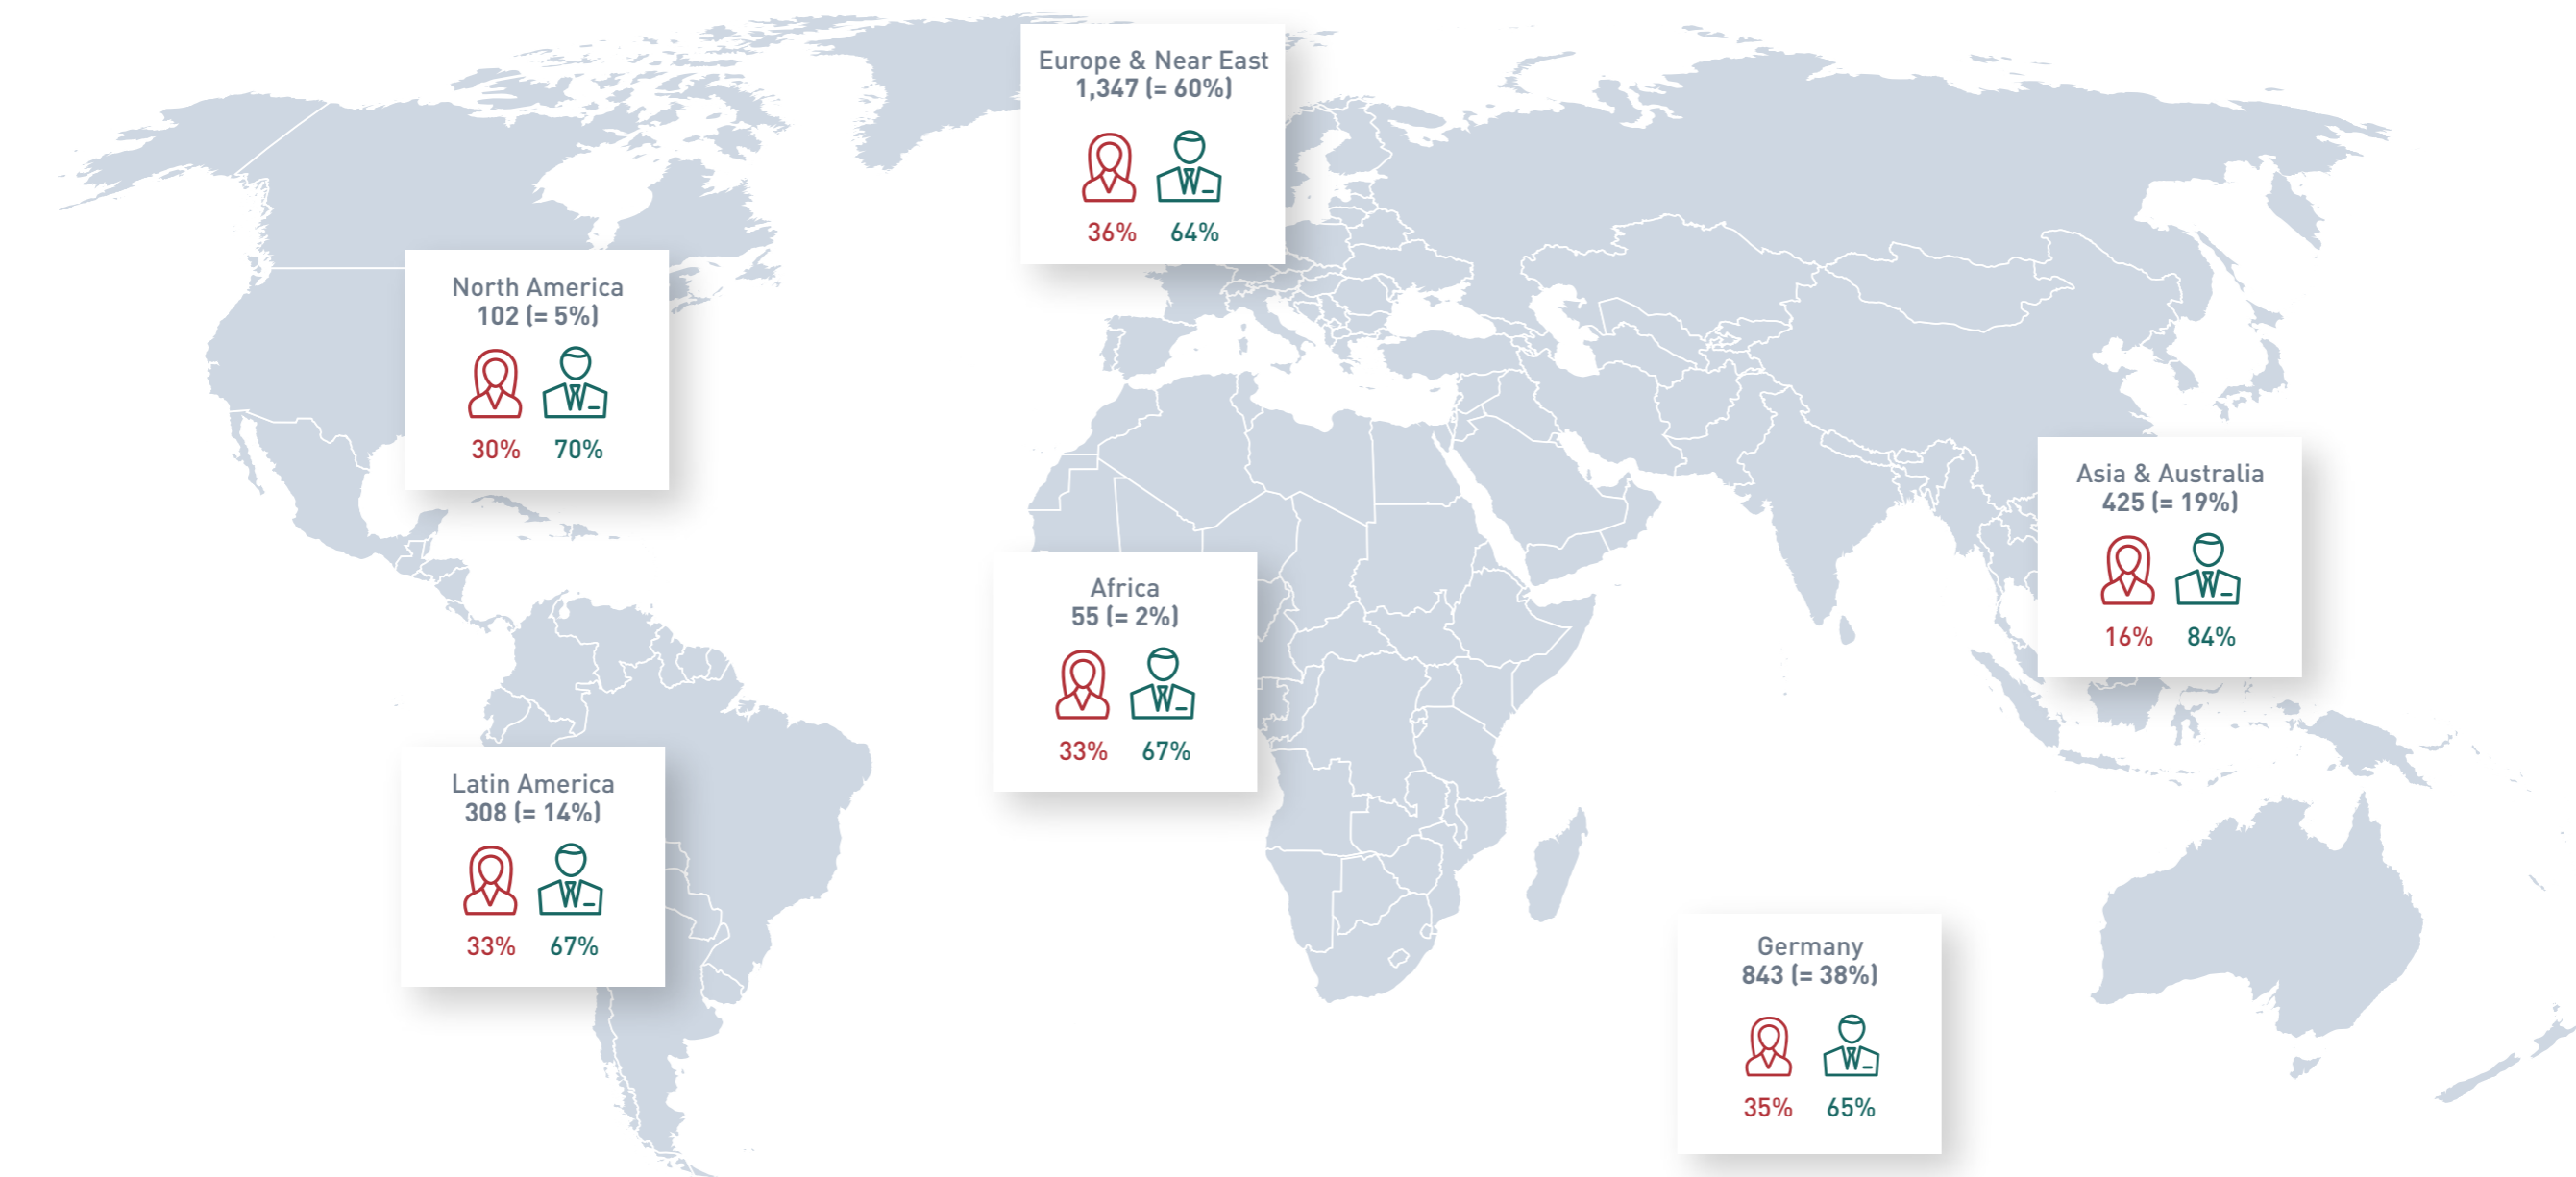 Europe & Near East
1,347 (= 60%)
36% 64%
North America
102 (= 5%)
30% 70%
Asia & Australia
425 (= 19%)
16% 84%
Africa
55 (= 2%)
33% 67%
Latin America
308 (= 14%)
33% 67%
Germany
843 (= 38%)
35% 65%